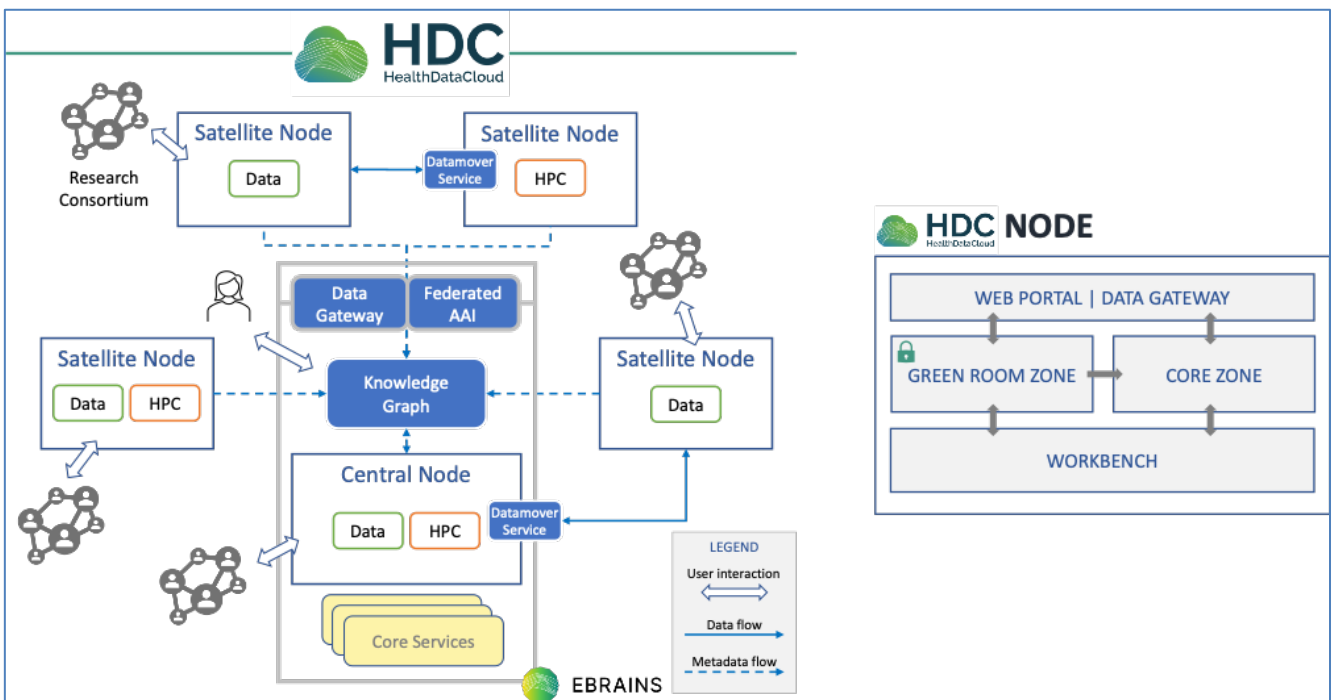 HDC
HealthDataCloud
Satellite Node
Data
Satellite Node
Datamover
Service
HPC
Research
Consortium
Data
Gateway
Federated
AAI
Satellite Node
Data
HPC
Knowledge
Graph
Satellite Node
Data
Central Node
Data
HPC
Datamover
Service
Core Services
EBRAINS
LEGEND
User interaction
Data flow
Metadata flow
HDC
HealthDataCloud
NODE
WEB PORTAL | DATA GATEWAY
GREEN ROOM ZONE
CORE ZONE
WORKBENCH